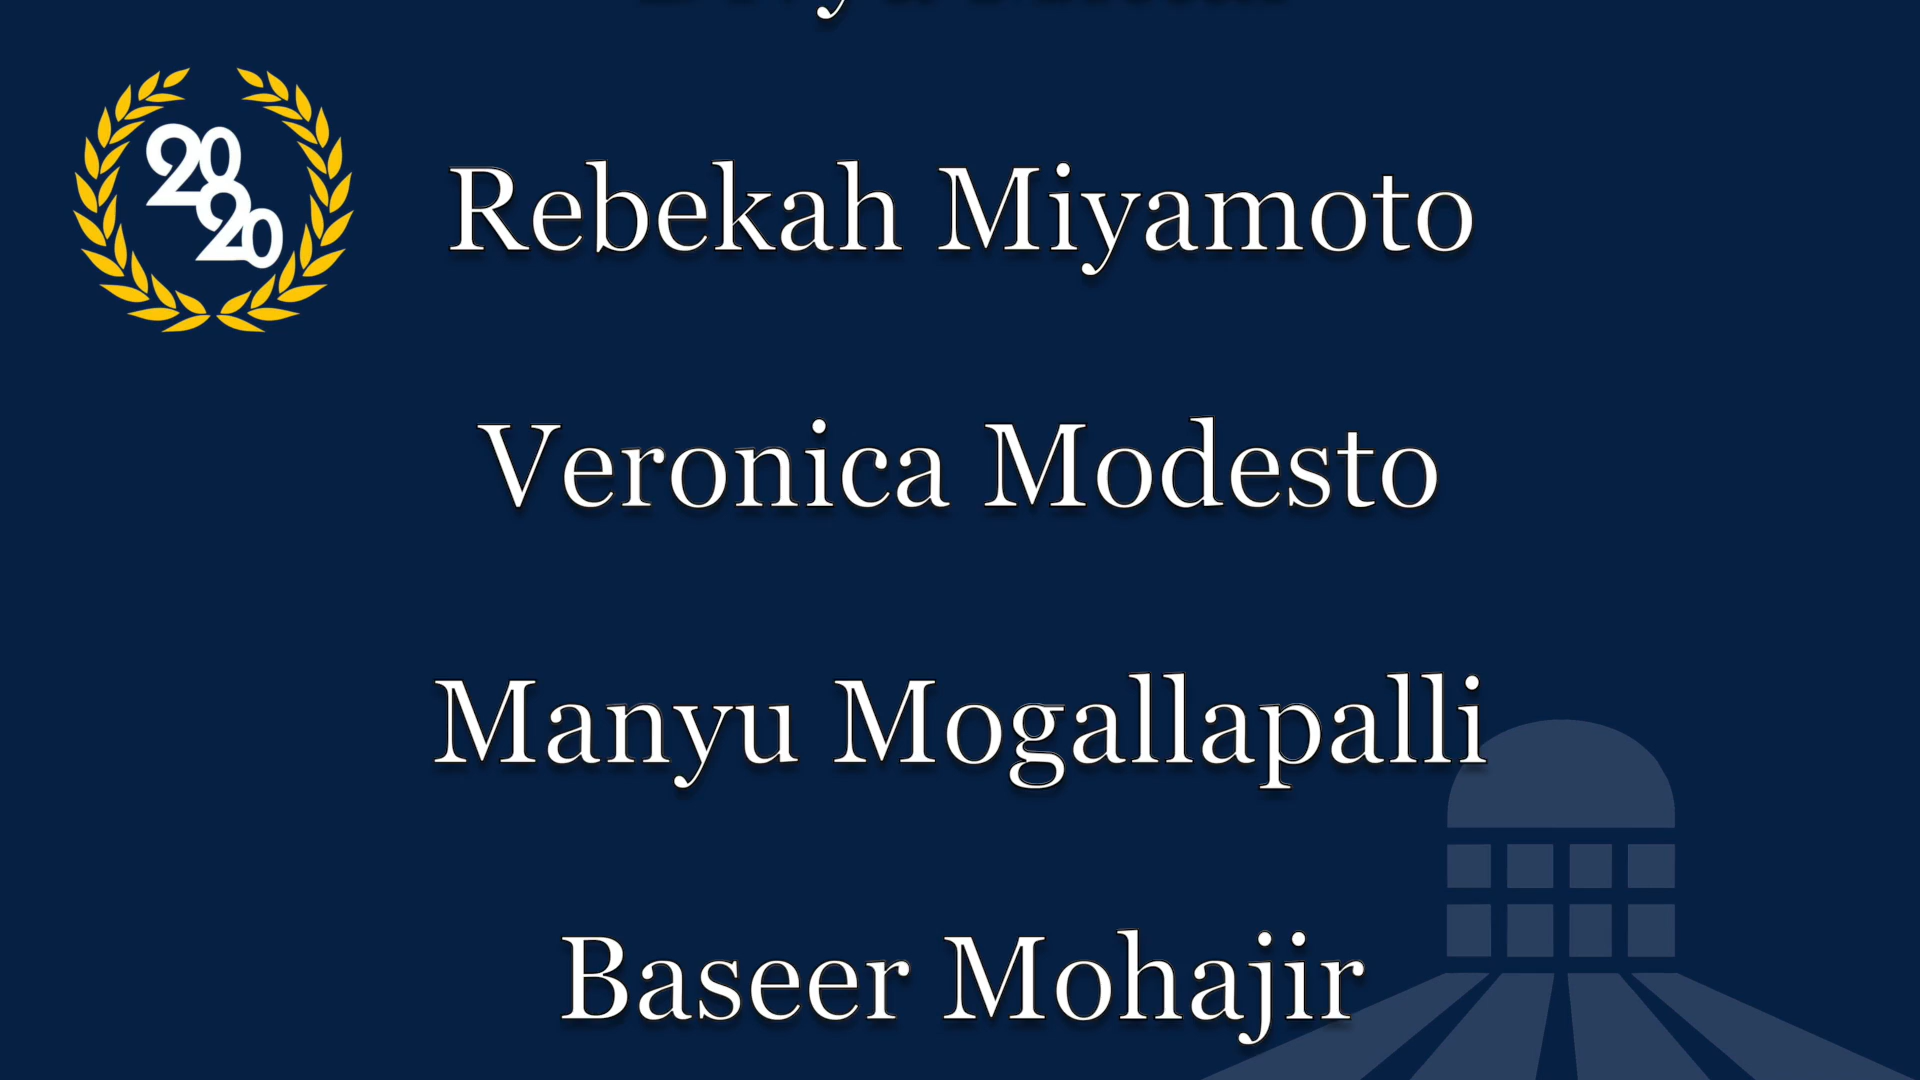 2020
Rebekah Miyamoto
Veronica Modesto
Manyu Mogallapalli
Baseer Mohajir